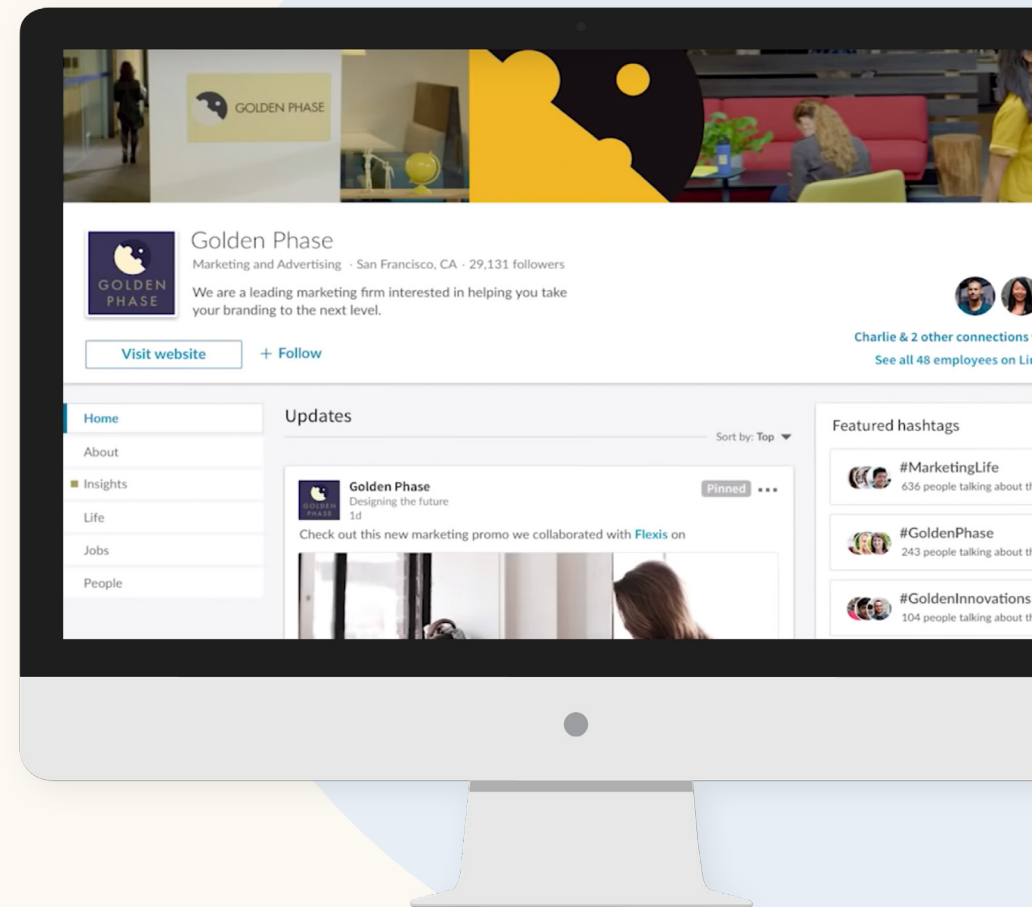 GOLDEN PHASE
GOLDEN
PHASE
Golden Phase
Marketing and Advertising · San Francisco, CA · 29,131 followers
We are a leading marketing firm interested in helping you take
your branding to the next level.
Visit website
+ Follow
Charlie & 2 other connections
See all 48 employees on
Home
About
Insights
Life
Jobs
People
Updates
Sort by: Top
Golden Phase
Pinned
Designing the future
1d
GOLDEN
PHASE
Check out this new marketing promo we collaborated with Flexis on
Featured hashtags
#MarketingLife
636 people talking about
#GoldenPhase
243 people talking about
#GoldenInnovations
104 people talking about